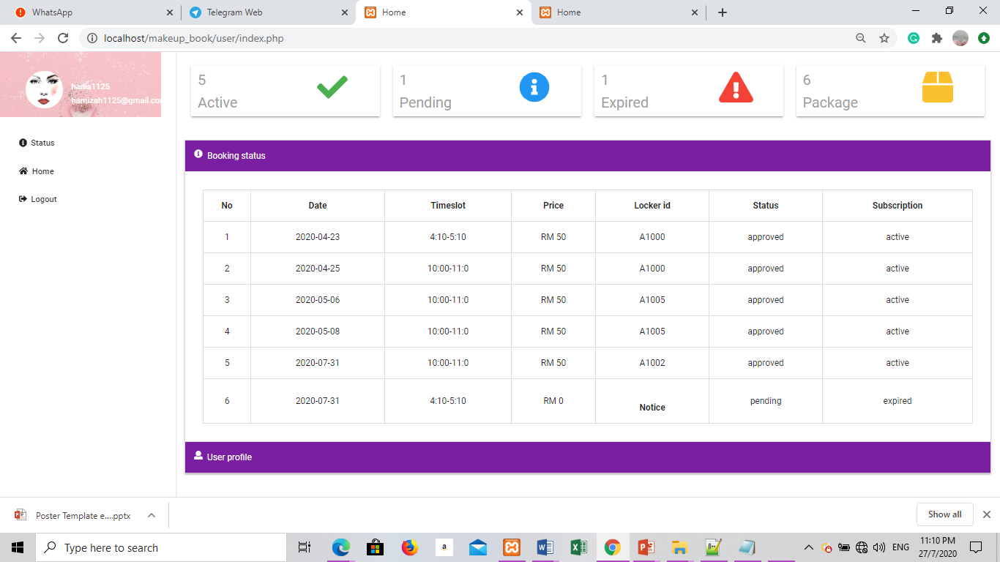 WhatsApp
Telegram Web
Home
Home
localhost/makeup_book/user/index.php
hanis1125
hamizah1125@gmail.co
Status
Home
Logout
5
Active
1
Pending
1
Expired
6
Package
Booking status
No Date Timeslot Price Locker id Status Subscription
1 2020-04-23 4:10-5:10 RM 50 A1000 approved active
2 2020-04-25 10:00-11:0 RM 50 A1000 approved active
3 2020-05-06 10:00-11:0 RM 50 A1005 approved active
4 2020-05-08 10:00-11:0 RM 50 A1005 approved active
5 2020-07-31 10:00-11:0 RM 50 A1002 approved active
6 2020-07-31 4:10-5:10 RM 0 Notice pending expired
User profile
Poster Template e....pptx
Show all
Type here to search
ENG
11:10 PM
27/7/2020